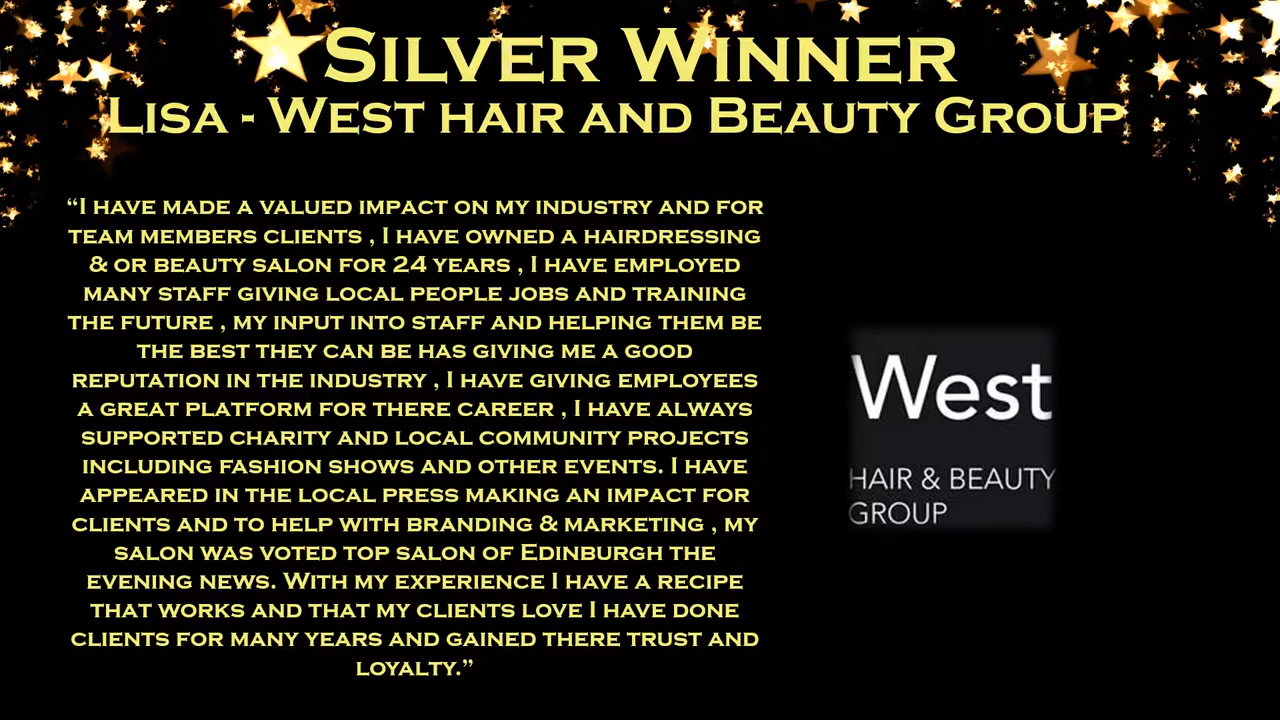 Silver Winner
Lisa - West hair and Beauty Group
“I have made a valued impact on my industry and for
team members clients , I have owned a hairdressing
& or beauty salon for 24 years , I have employed
many staff giving local people jobs and training
the future , my input into staff and helping them be
the best they can be has giving me a good
reputation in the industry , I have giving employees
a great platform for there career , I have always
supported charity and local community projects
including fashion shows and other events. I have
appeared in the local press making an impact for
clients and to help with branding & marketing , my
salon was voted top salon of Edinburgh the
evening news. With my experience I have a recipe
that works and that my clients love I have done
clients for many years and gained there trust and
loyalty.”
West
HAIR & BEAUTY
GROUP